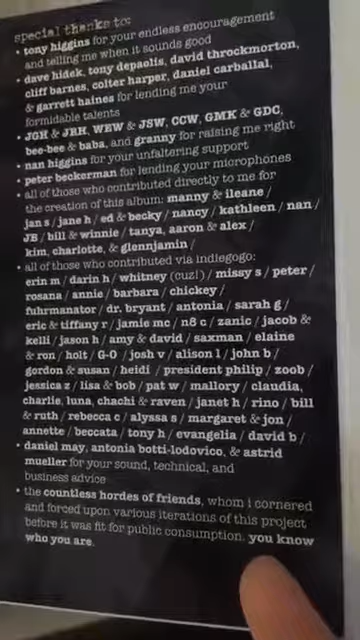 special thanks to:
• tony higgins for your endless encouragement
and telling me when it sounds good
• dave hidek, tony depaolis, david throckmorton,
cliff barnes, colter harper, daniel carballal,
& garrett haines for lending me your
formidable talents
• JGH & JRH, WEW & JSW, CCW, GMK & GDC,
bee-bee & baba, and granny for raising me right
• nan higgins for your unfaltering support
• peter beckerman for lending your microphones
• all of those who contributed directly to me for
the creation of this album: manny & ileane /
jan s / jane h / ed & becky / nancy / kathleen / nan /
JB / bill & winnie / tanya, aaron & alex /
kim, charlotte, & glennjamin /
• all of those who contributed via indiegogo:
erin m / darin h / whitney (cuz!) / missy s / peter /
rosana / annie / barbara / chickey /
fuhrmanator / dr. bryant / antonia / sarah g /
eric & tiffany r / jamie mc / n8 c / zanic / jacob &
kelli / jason h / amy & david / saxman / elaine
& ron / holt / G-O / josh v / alison l / john b /
gordon & susan / heidi / president philip / zoob /
jessica z / lisa & bob / pat w / mallory / claudia,
charlie, luna, chachi & raven / janet h / rino / bill
& ruth / rebecca c / alyssa s / margaret & jon /
annette / beccata / tony h / evangelia / david b /
• daniel may, antonia botti-lodovico, & astrid
mueller for your sound, technical, and
business advice
• the countless hordes of friends, whom i cornered
and forced upon various iterations of this project
before it was fit for public consumption. you know
who you are.